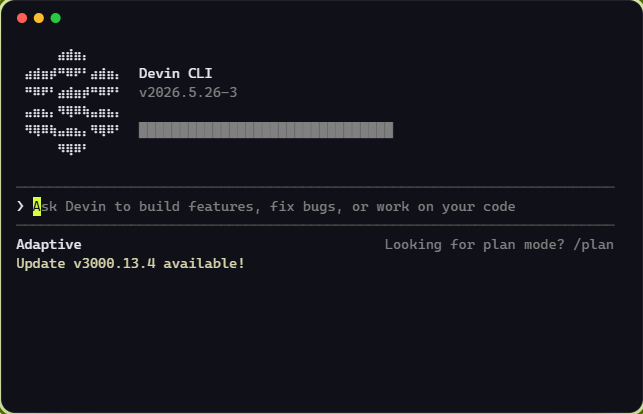 Devin CLI
v2026.5.26-3
❯ Ask Devin to build features, fix bugs, or work on your code
Adaptive
Looking for plan mode? /plan
Update v3000.13.4 available!